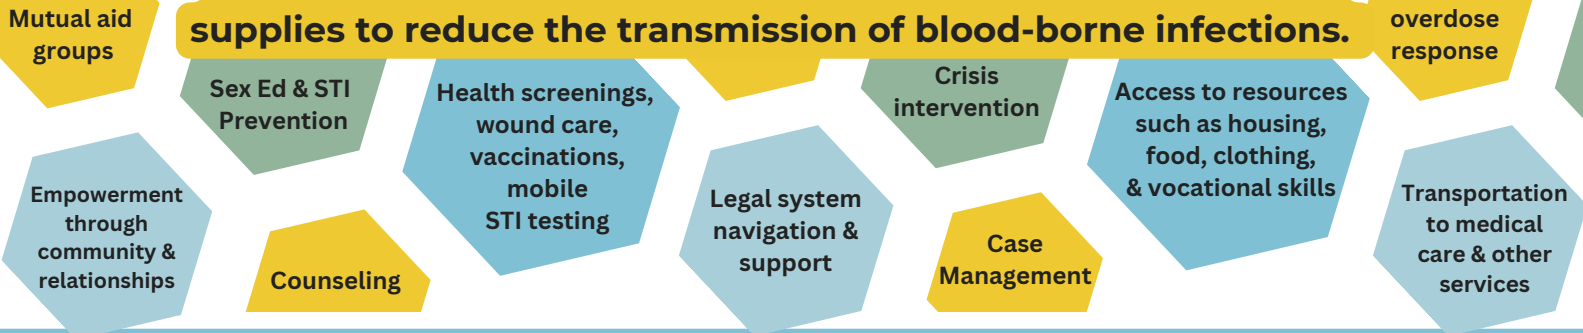 supplies to reduce the transmission of blood-borne infections.
Mutual aid
groups
Sex Ed & STI
Prevention
Health screenings,
wound care,
vaccinations,
mobile
STI testing
Crisis
intervention
Access to resources
such as housing,
food, clothing,
& vocational skills
overdose
response
Empowerment
through
community &
relationships
Counseling
Legal system
navigation &
support
Case
Management
Transportation
to medical
care & other
services